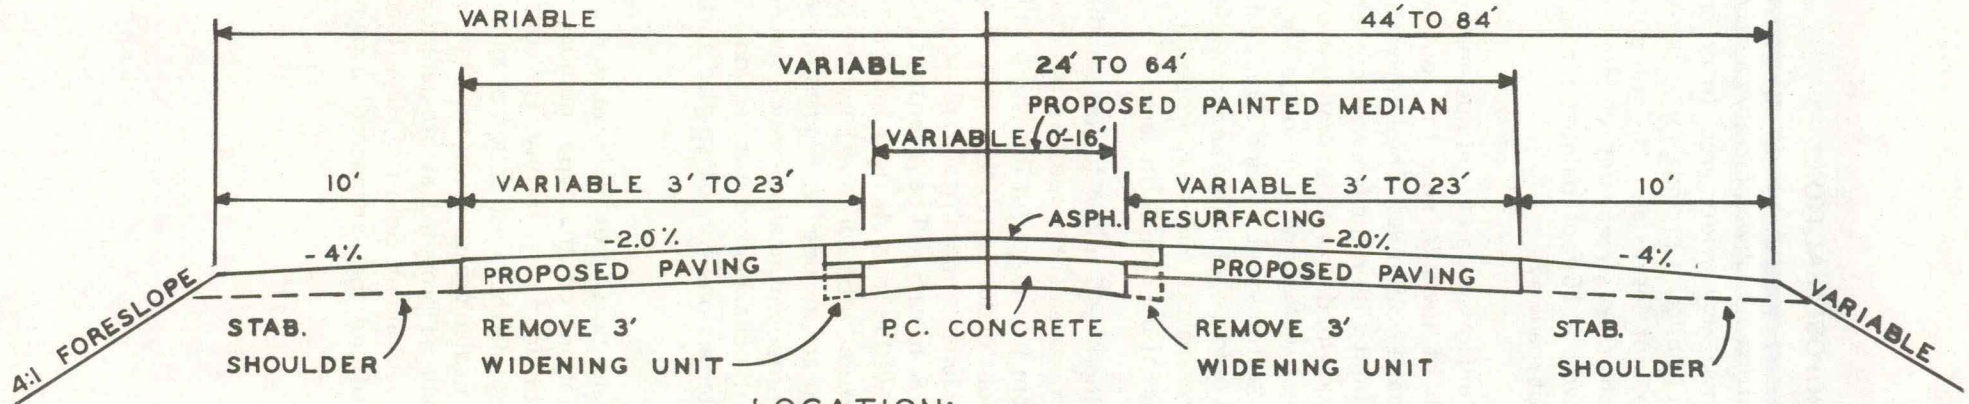 VARIABLE 44' TO 84'
VARIABLE 24' TO 64'
PROPOSED PAINTED MEDIAN
VARIABLE 0'-16'
10' VARIABLE 3' TO 23' VARIABLE 3' TO 23' 10'
ASPH. RESURFACING
-4% -2.0% -2.0% -4%
PROPOSED PAVING PROPOSED PAVING
4:1 FORESLOPE VARIABLE
STAB. SHOULDER
REMOVE 3' WIDENING UNIT
P.C. CONCRETE
REMOVE 3' WIDENING UNIT
STAB. SHOULDER
LOCATION: